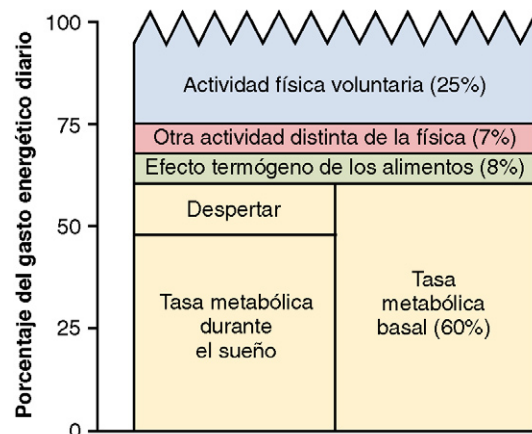 Porcentaje del gasto energético diario
100
75
50
25
0
Actividad física voluntaria (25%)
Otra actividad distinta de la física (7%)
Efecto termógeno de los alimentos (8%)
Despertar
Tasa metabólica
durante
el sueño
Tasa
metabólica
basal (60%)